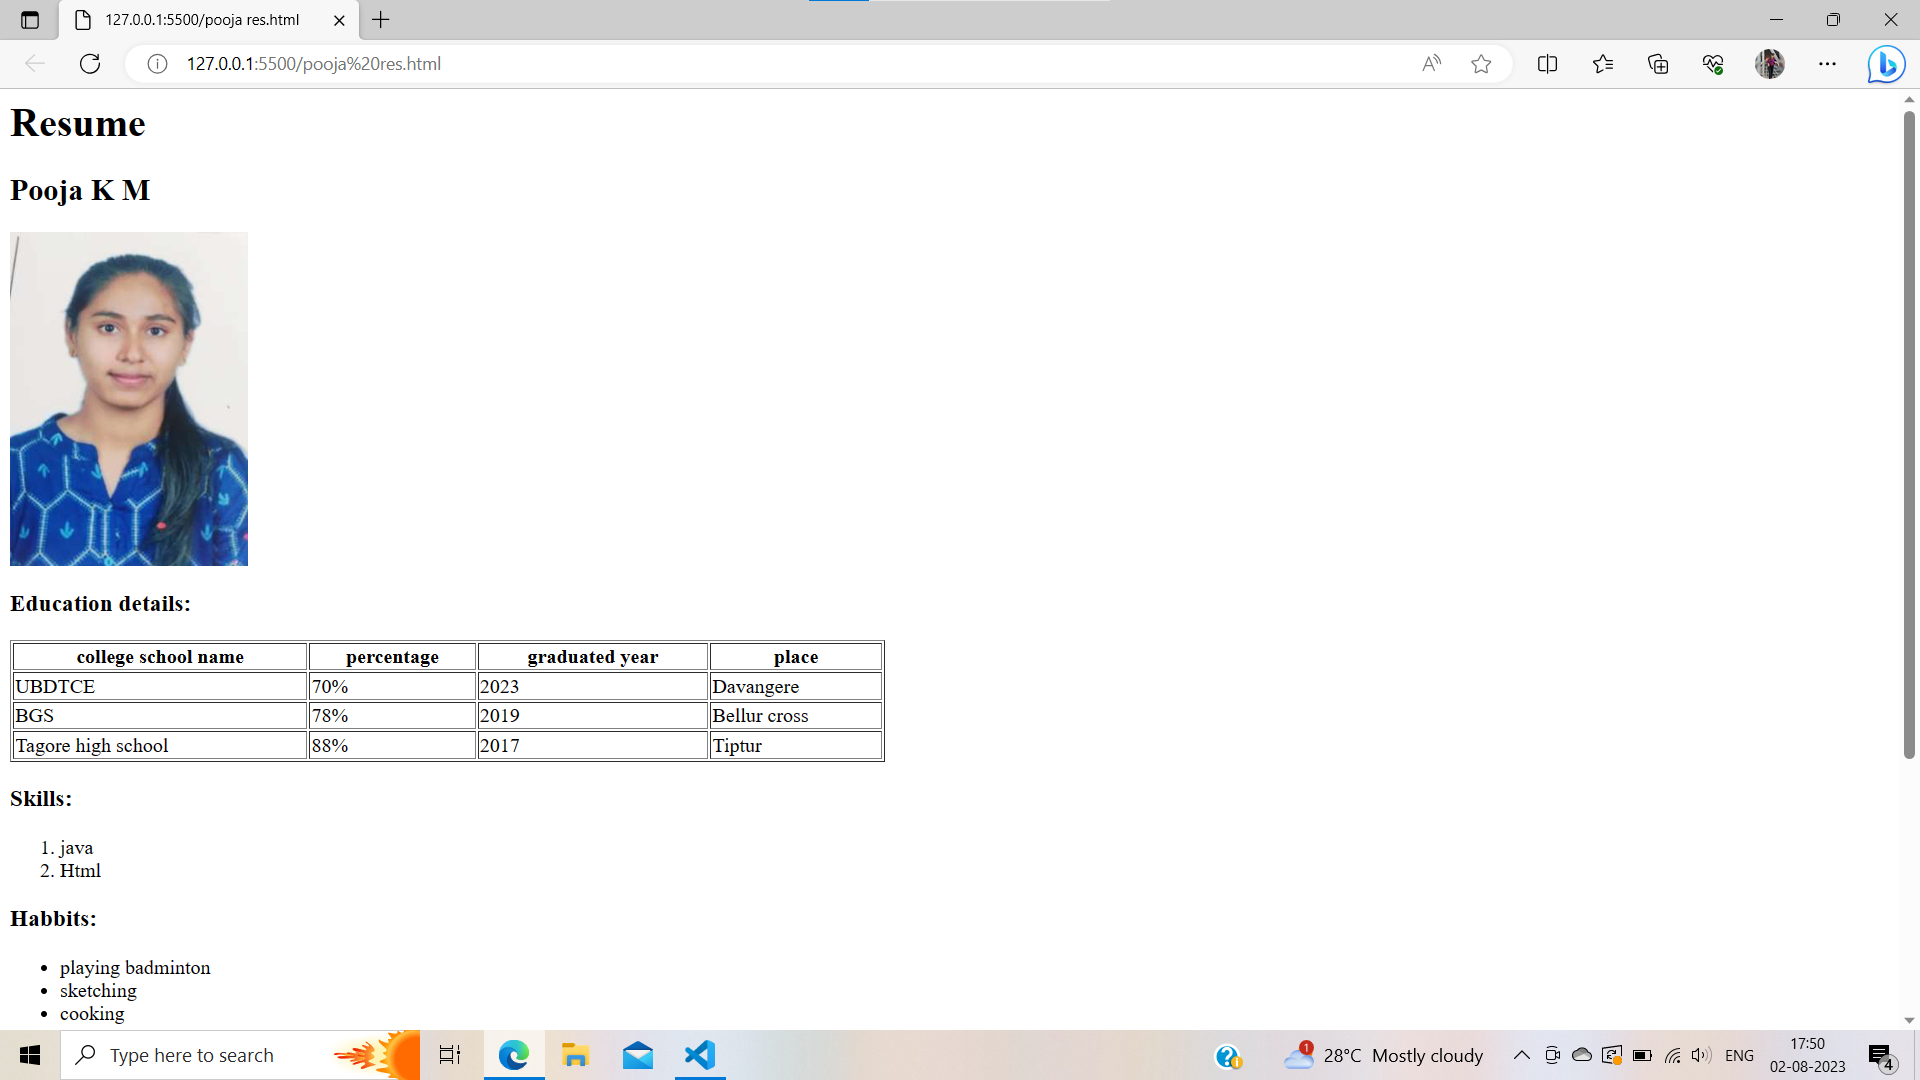 127.0.0.1:5500/pooja res.html
127.0.0.1:5500/pooja%20res.html
Resume
Pooja K M
Education details:
college school name percentage graduated year place
UBDTCE 70% 2023 Davangere
BGS 78% 2019 Bellur cross
Tagore high school 88% 2017 Tiptur
Skills:
1. java
2. Html
Habbits:
• playing badminton
• sketching
• cooking
Type here to search
1
28°C Mostly cloudy
ENG
17:50
02-08-2023
4